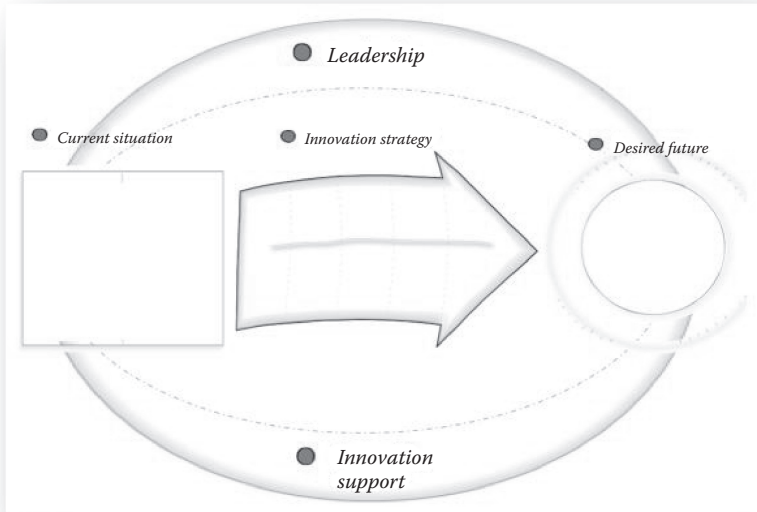 Leadership
Current situation
Innovation strategy
Desired future
Innovation
support